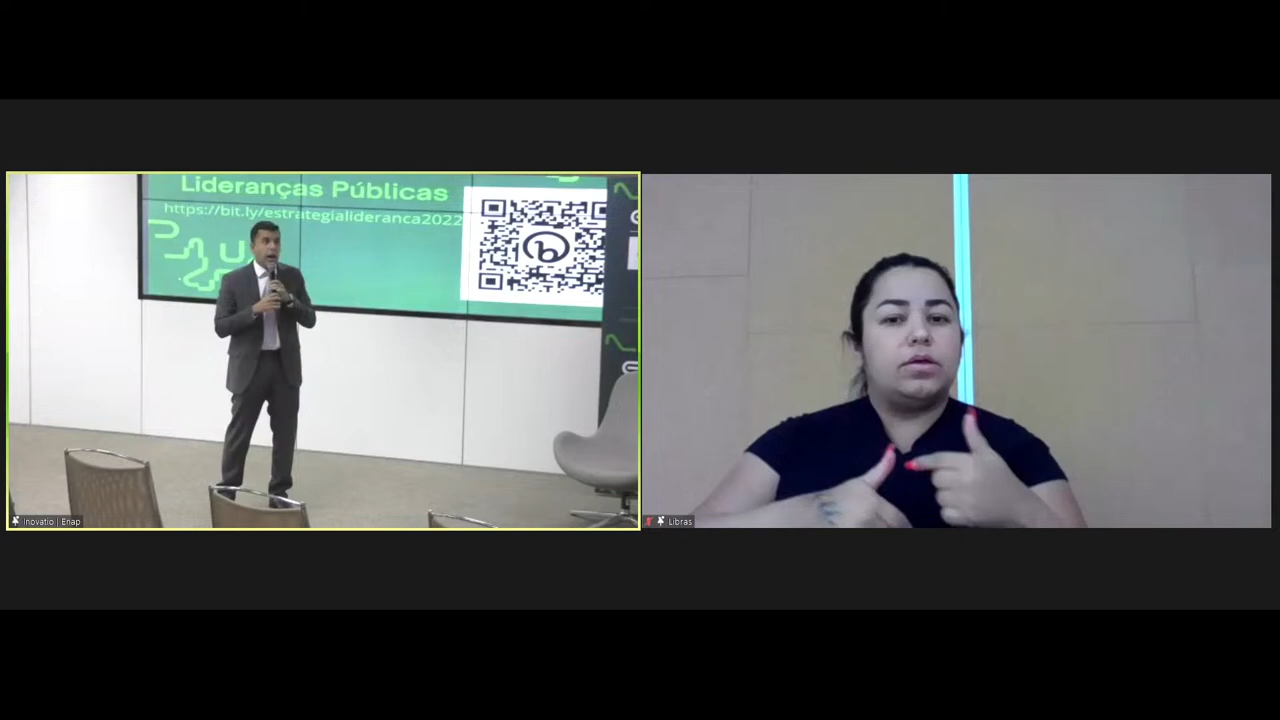 Lideranças Públicas
https://bit.ly/estrategialideranca2022
b
Inovatio | Enap
Libras